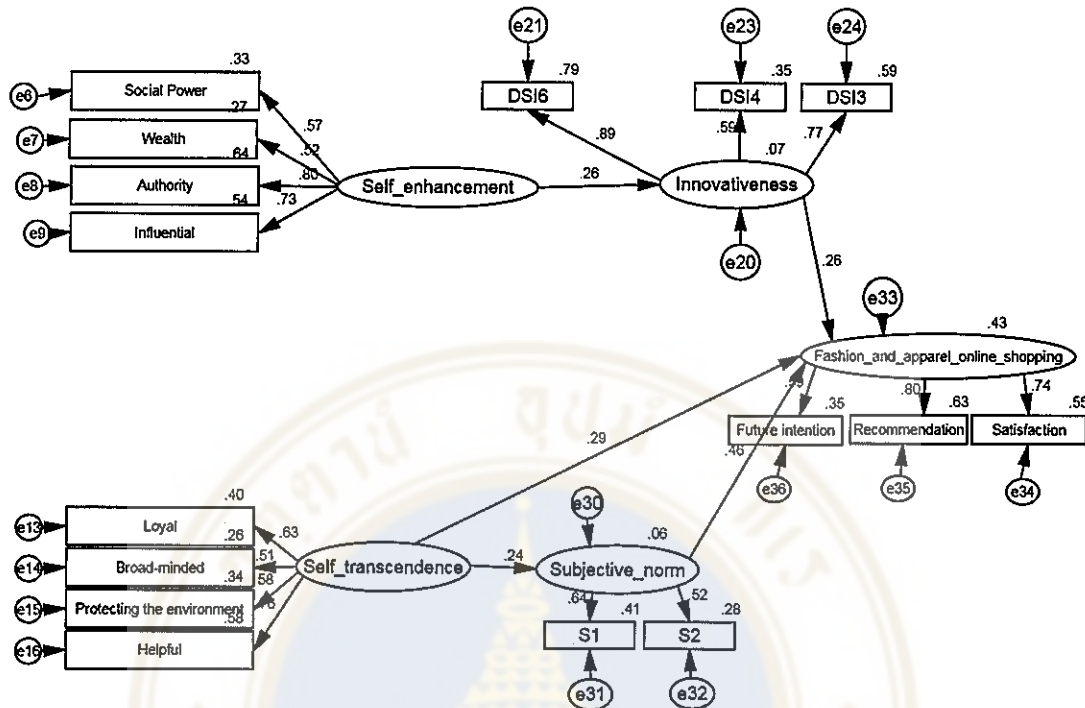 e21
e23
e24
.33
.79
.35
.59
e6
Social Power
DSI6
DSI4
DSI3
.27
.57
.89
.59
.77
.07
e7
Wealth
.52
.64
e8
Authority
.80
Self_enhancement
.26
Innovativeness
.54
.73
e9
Influential
e20
.26
e33
.43
Fashion_and_apparel_online_shopping
.35
.80
.63
.74
.55
Future intention
Recommendation
Satisfaction
.29
.46
e36
e35
e34
.40
e13
Loyal
.63
e30
.26
.06
e14
Broad-minded
.51
Self_transcendence
.24
Subjective_norm
.34
.58
e15
Protecting the environment
.58
.64
.41
.52
.28
e16
Helpful
S1
S2
e31
e32